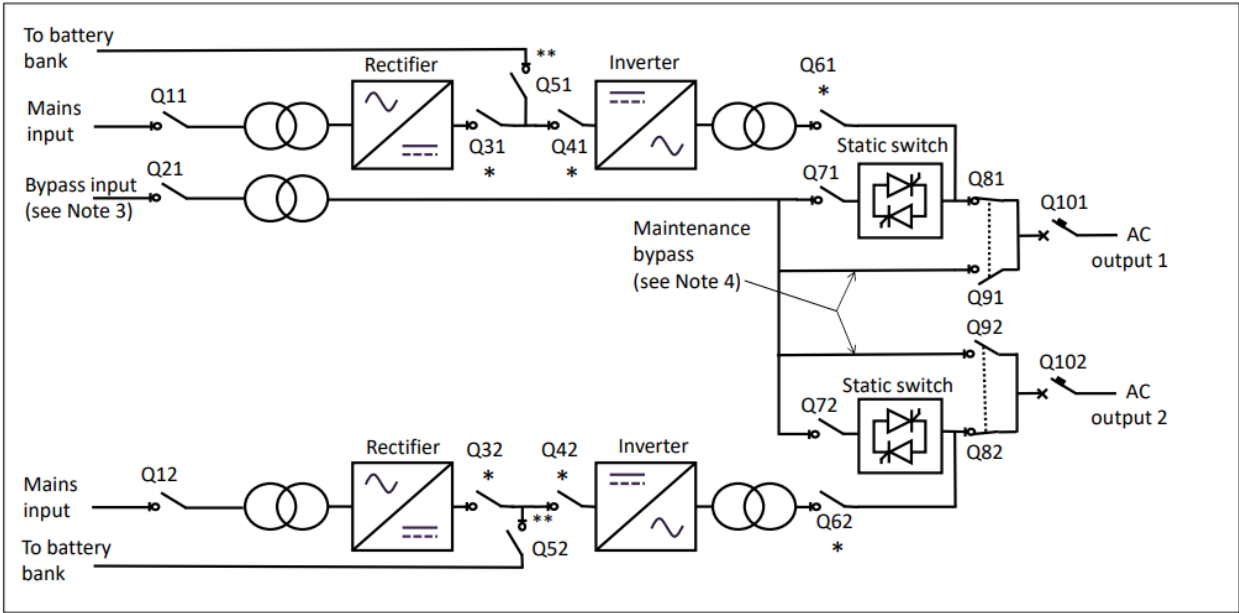 To battery
bank
**
Rectifier
Q51
Inverter
Q61
*
Mains
input
Q11
Q31
*
Q41
*
Static switch
Bypass input
(see Note 3)
Q21
Q71
Q81
Q101
AC
output 1
Maintenance
bypass
(see Note 4)
Q91
Q92
Q102
AC
output 2
Static switch
Q72
Q82
Mains
input
Q12
Rectifier
Q32
*
Q42
*
Inverter
**
Q52
Q62
*
To battery
bank